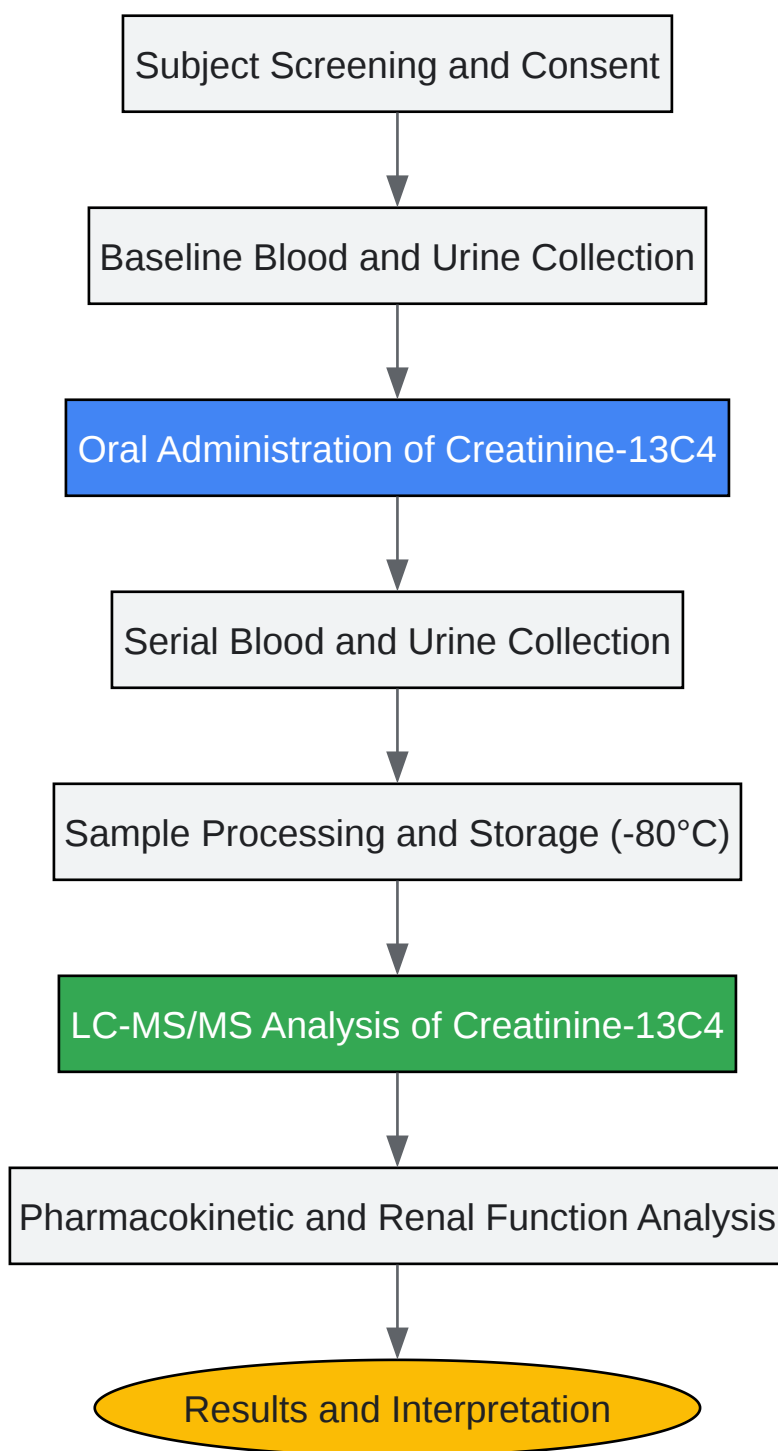 Subject Screening and Consent
Baseline Blood and Urine Collection
Oral Administration of Creatinine-13C4
Serial Blood and Urine Collection
Sample Processing and Storage (-80°C)
LC-MS/MS Analysis of Creatinine-13C4
Pharmacokinetic and Renal Function Analysis
Results and Interpretation